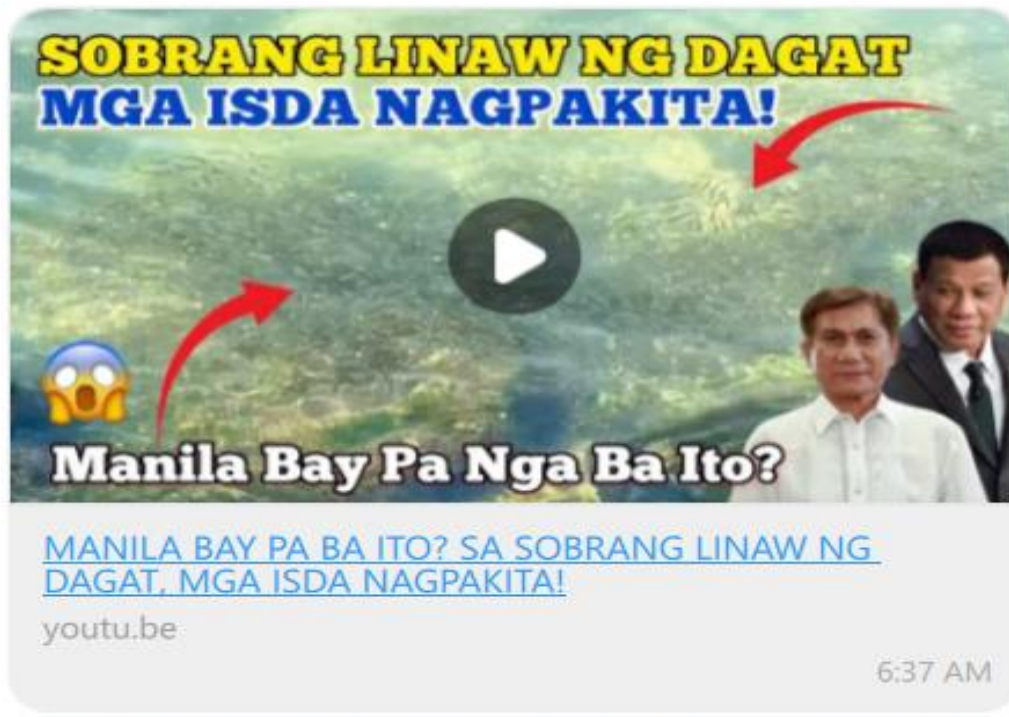 SOBRANG LINAW NG DAGAT
MGA ISDA NAGPAKITA!
Manila Bay Pa Nga Ba Ito?
MANILA BAY PA BA ITO? SA SOBRANG LINAW NG
DAGAT, MGA ISDA NAGPAKITA!
youtu.be
6:37 AM